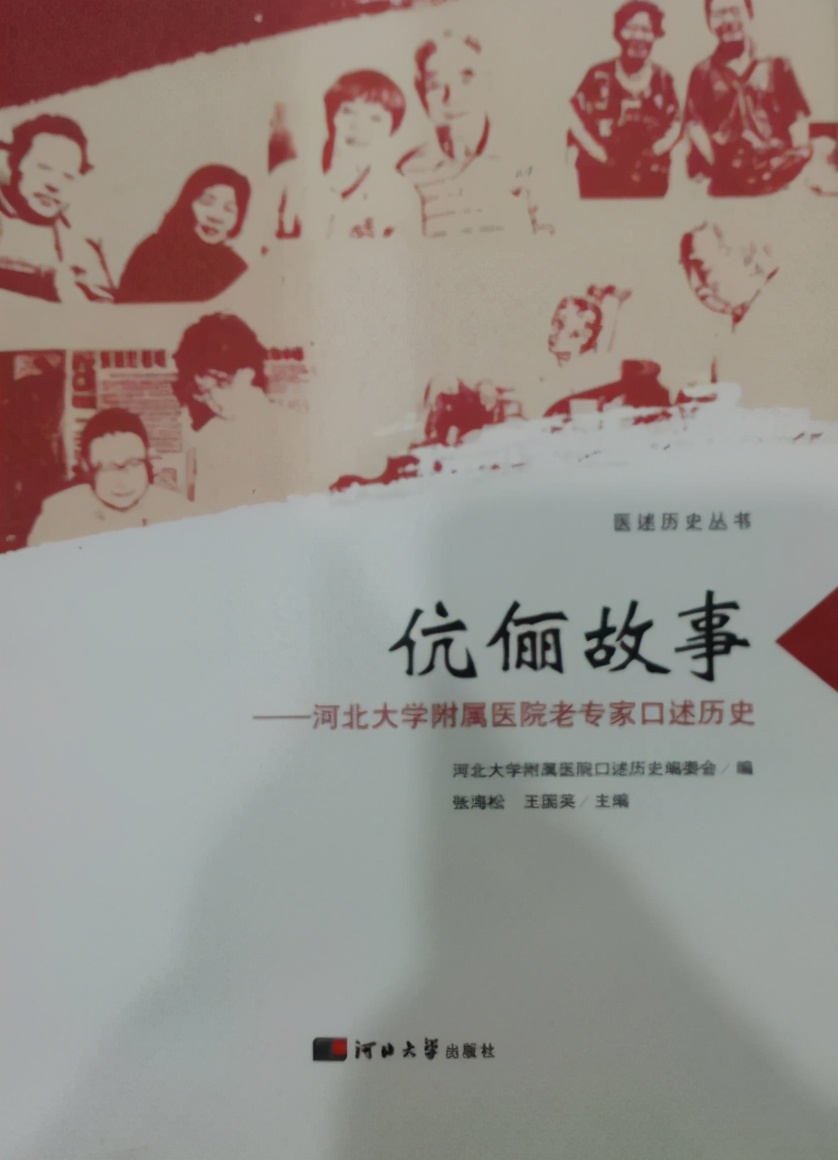 医述历史丛书
伉俪故事
——河北大学附属医院老专家口述历史
河北大学附属医院口述历史编委会／编
张海松　王国英／主编
河北大学出版社